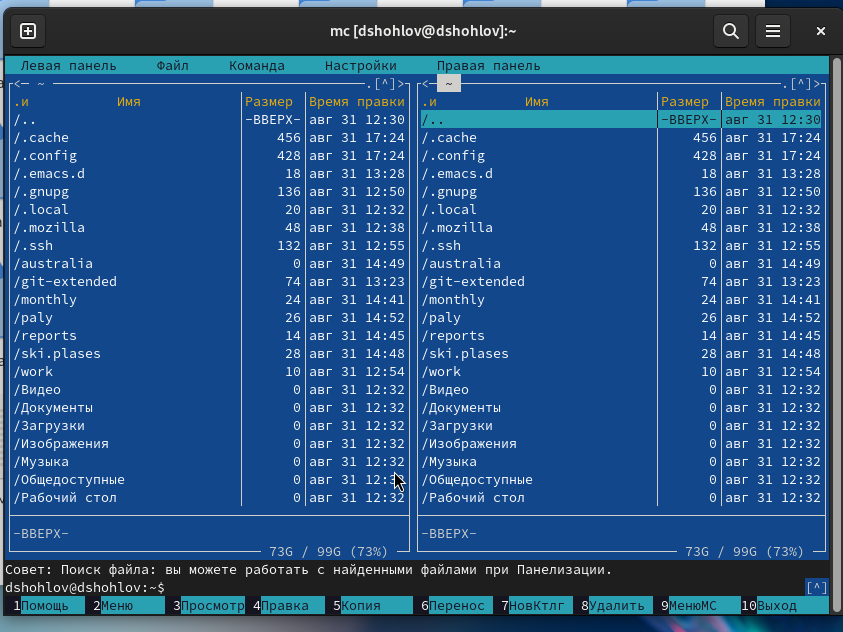 mc [dshohlov@dshohlov]:~
Левая панель Файл Команда Настройки Правая панель
<— ~ .[^]> <— ~ .[^]>
.и Имя Размер Время правки .и Имя Размер Время правки
/.. -ВВЕРХ- авг 31 12:30 /.. -ВВЕРХ- авг 31 12:30
/.cache 456 авг 31 17:24 /.cache 456 авг 31 17:24
/.config 428 авг 31 17:24 /.config 428 авг 31 17:24
/.emacs.d 18 авг 31 13:28 /.emacs.d 18 авг 31 13:28
/.gnupg 136 авг 31 12:50 /.gnupg 136 авг 31 12:50
/.local 20 авг 31 12:32 /.local 20 авг 31 12:32
/.mozilla 48 авг 31 12:38 /.mozilla 48 авг 31 12:38
/.ssh 132 авг 31 12:55 /.ssh 132 авг 31 12:55
/australia 0 авг 31 14:49 /australia 0 авг 31 14:49
/git-extended 74 авг 31 13:23 /git-extended 74 авг 31 13:23
/monthly 24 авг 31 14:41 /monthly 24 авг 31 14:41
/paly 26 авг 31 14:52 /paly 26 авг 31 14:52
/reports 14 авг 31 14:45 /reports 14 авг 31 14:45
/ski.plases 28 авг 31 14:48 /ski.plases 28 авг 31 14:48
/work 10 авг 31 12:54 /work 10 авг 31 12:54
/Видео 0 авг 31 12:32 /Видео 0 авг 31 12:32
/Документы 0 авг 31 12:32 /Документы 0 авг 31 12:32
/Загрузки 0 авг 31 12:32 /Загрузки 0 авг 31 12:32
/Изображения 0 авг 31 12:32 /Изображения 0 авг 31 12:32
/Музыка 0 авг 31 12:32 /Музыка 0 авг 31 12:32
/Общедоступные 0 авг 31 12:32 /Общедоступные 0 авг 31 12:32
/Рабочий стол 0 авг 31 12:32 /Рабочий стол 0 авг 31 12:32
-ВВЕРХ- -ВВЕРХ-
73G / 99G (73%) 73G / 99G (73%)
Совет: Поиск файла: вы можете работать с найденными файлами при Панелизации.
dshohlov@dshohlov:~$ [^]
1Помощь 2Меню 3Просмотр 4Правка 5Копия 6Перенос 7НовКтлг 8Удалить 9МенюМС 10Выход